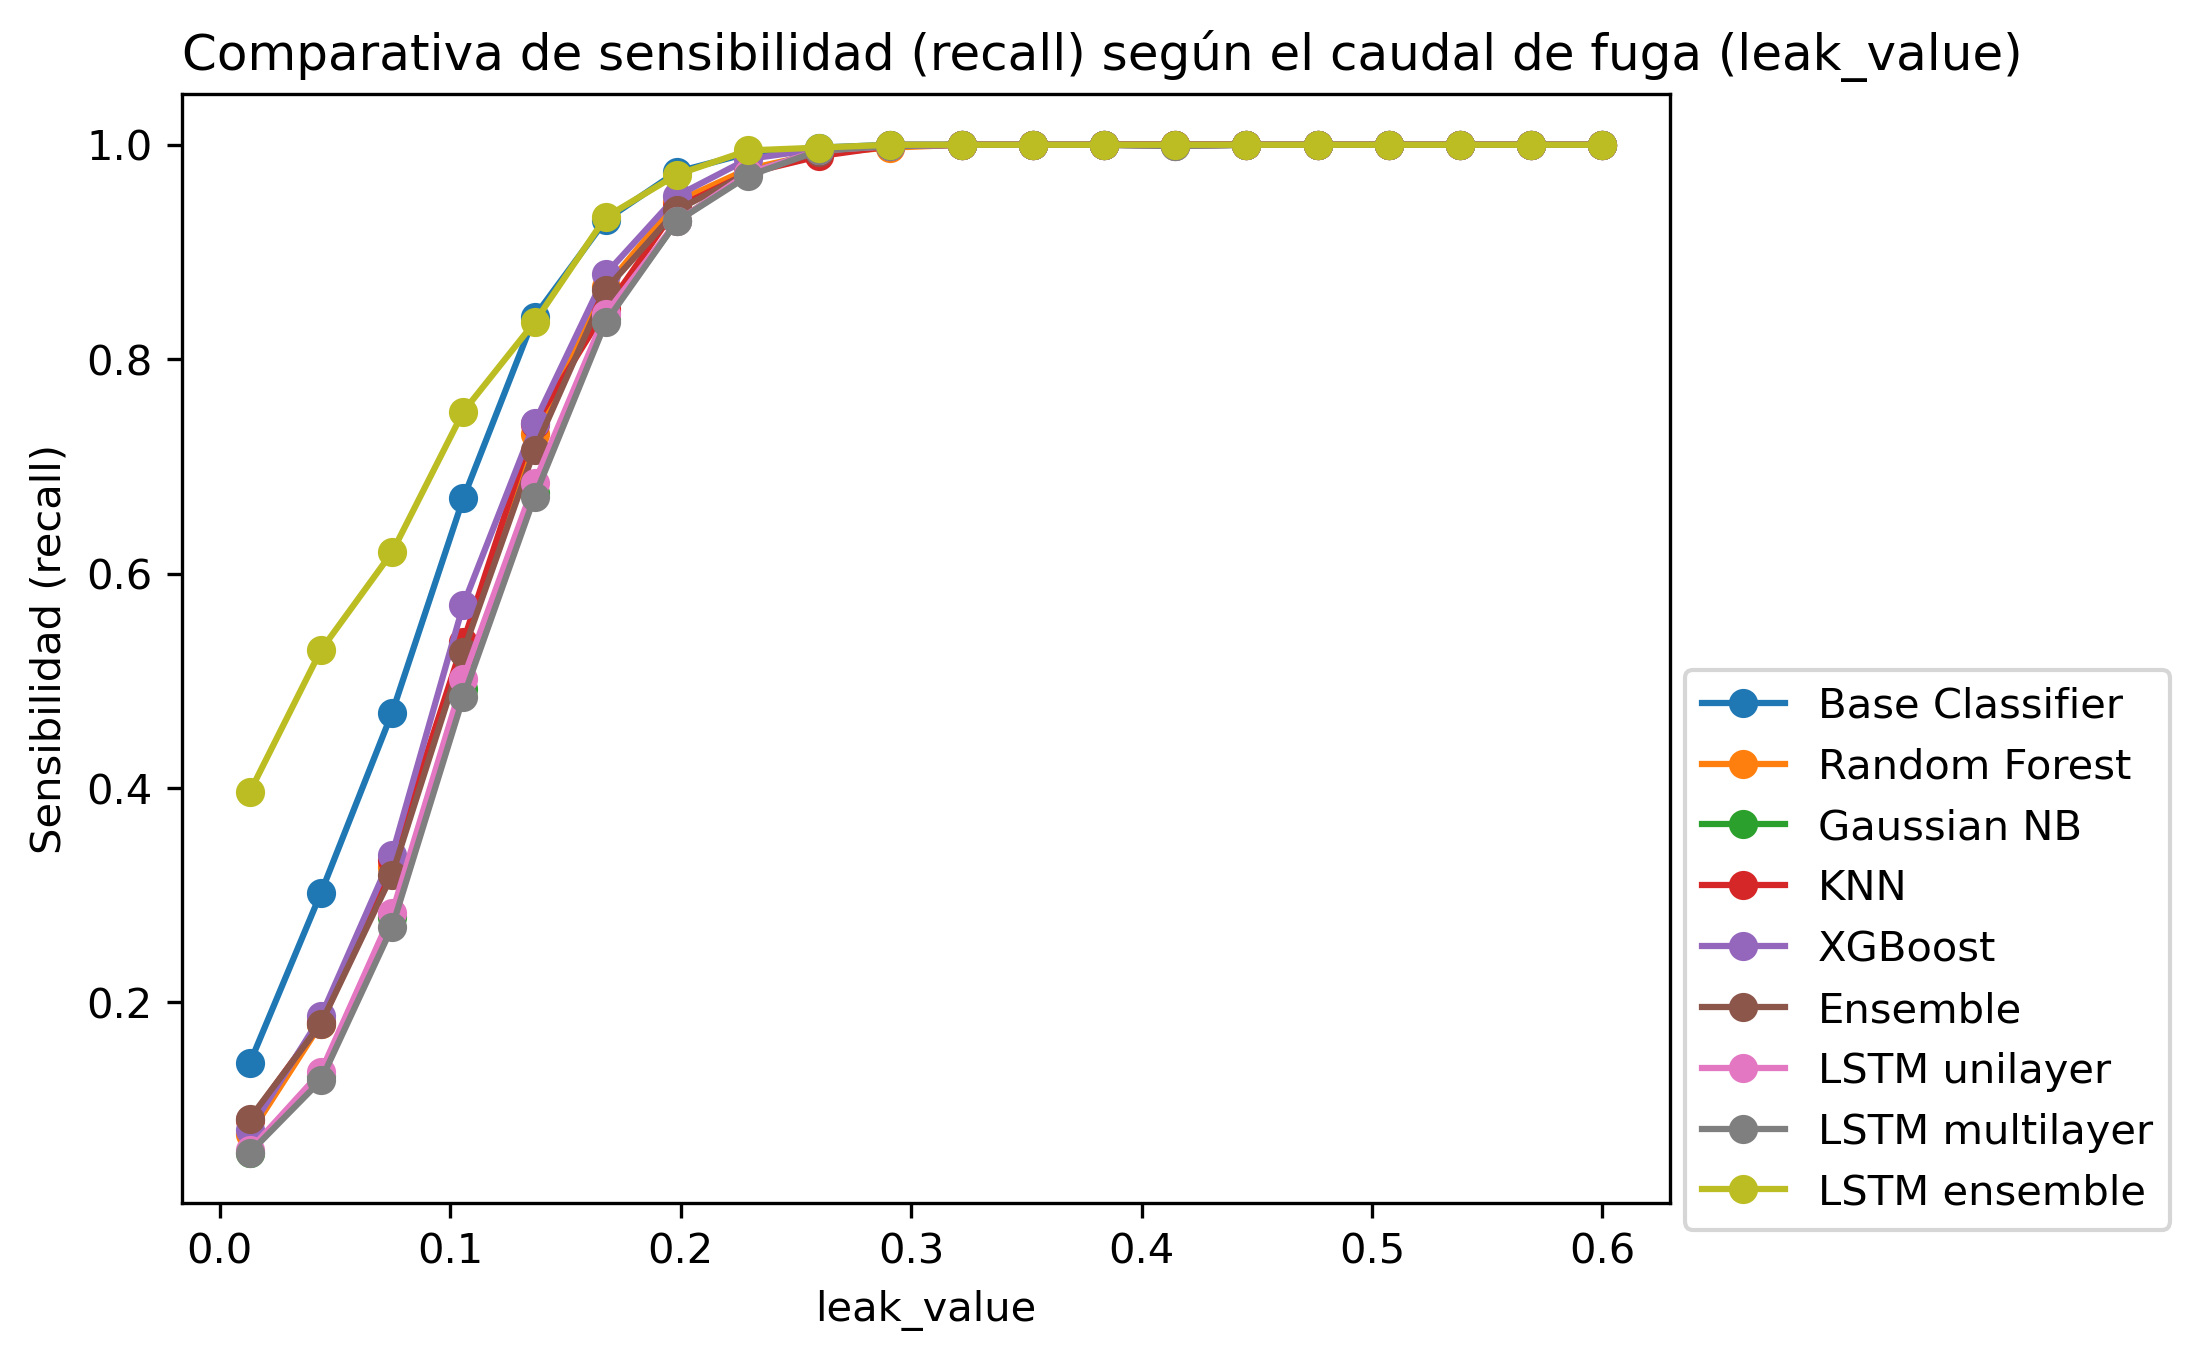 Comparativa de sensibilidad (recall) según el caudal de fuga (leak_value)
Sensibilidad (recall)
1.0
0.8
0.6
0.4
0.2
0.0 0.1 0.2 0.3 0.4 0.5 0.6
leak_value
Base Classifier
Random Forest
Gaussian NB
KNN
XGBoost
Ensemble
LSTM unilayer
LSTM multilayer
LSTM ensemble